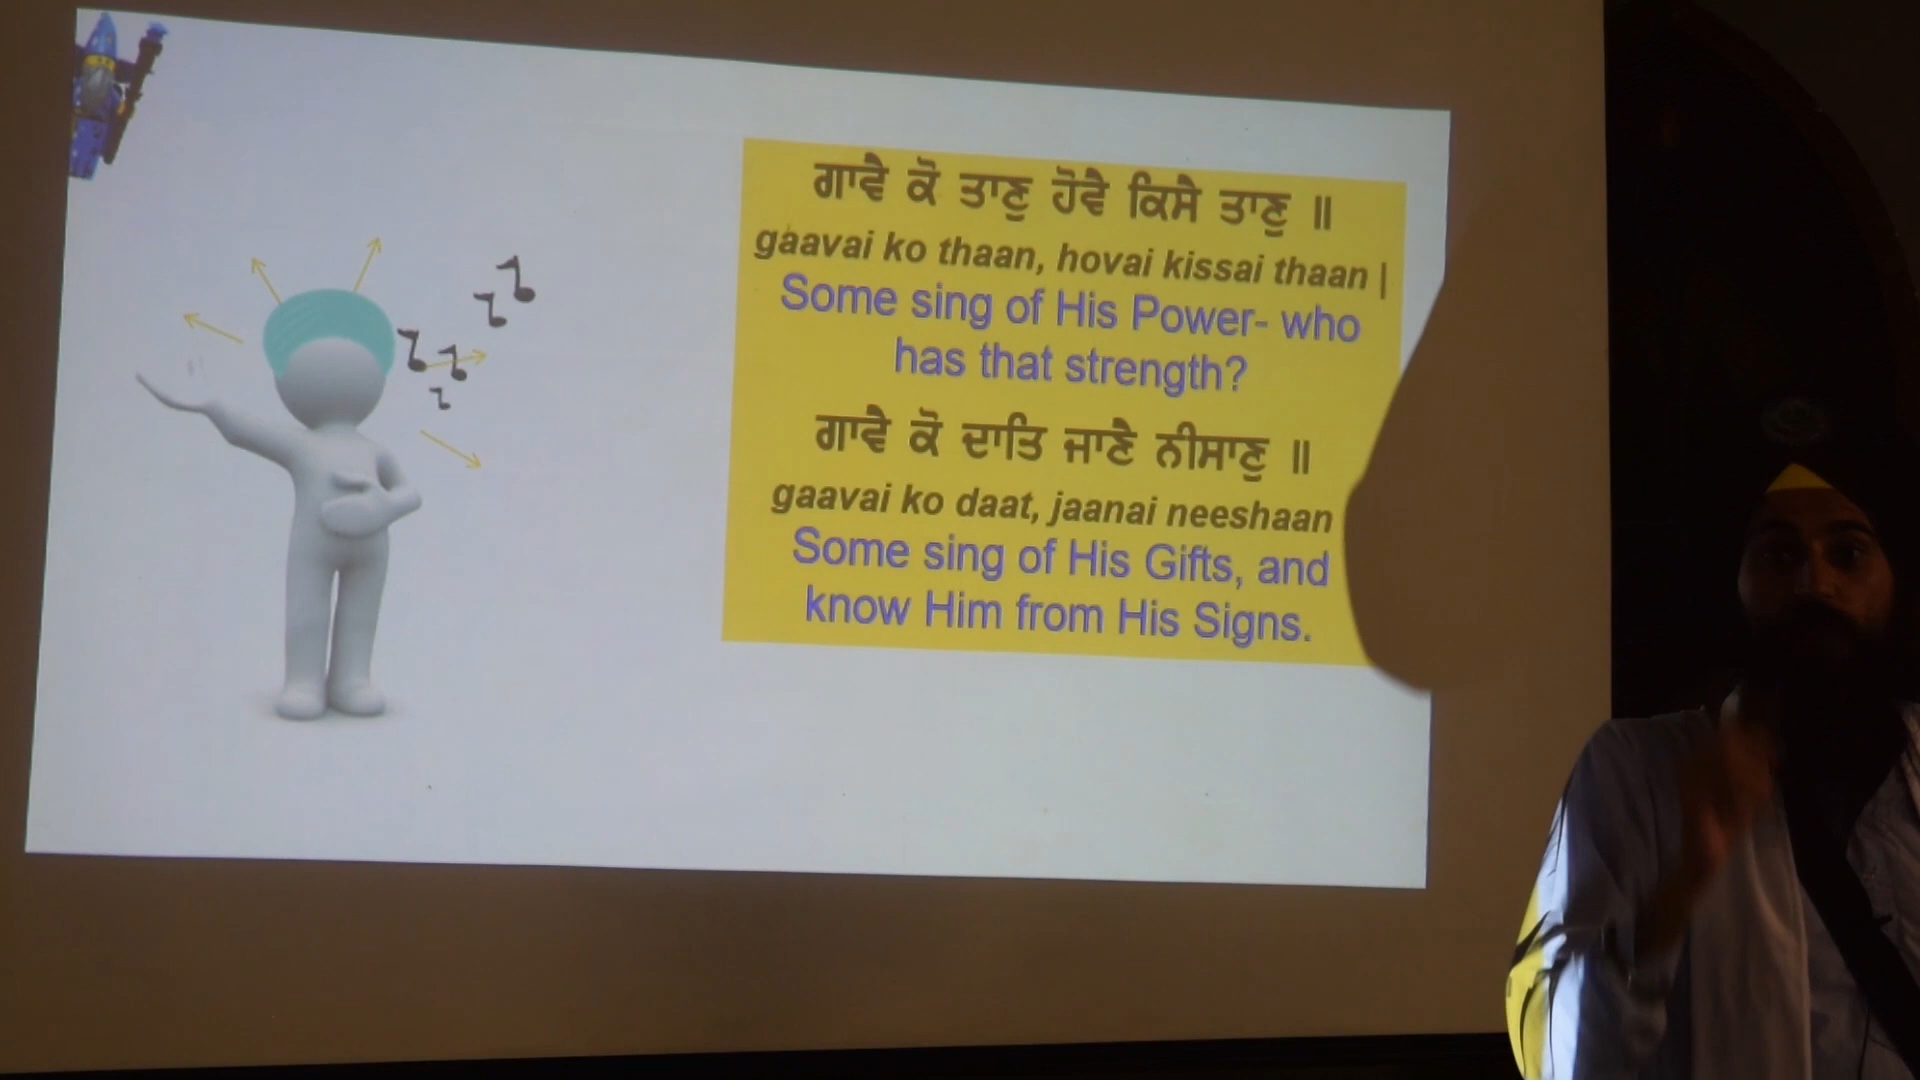 ਗਾਵੈ ਕੋ ਤਾਣੁ ਹੋਵੈ ਕਿਸੈ ਤਾਣੁ ॥
gaavai ko thaan, hovai kissai thaan |
Some sing of His Power- who
has that strength?
ਗਾਵੈ ਕੋ ਦਾਤਿ ਜਾਣੈ ਨੀਸਾਣੁ ॥
gaavai ko daat, jaanai neeshaan
Some sing of His Gifts, and
know Him from His Signs.